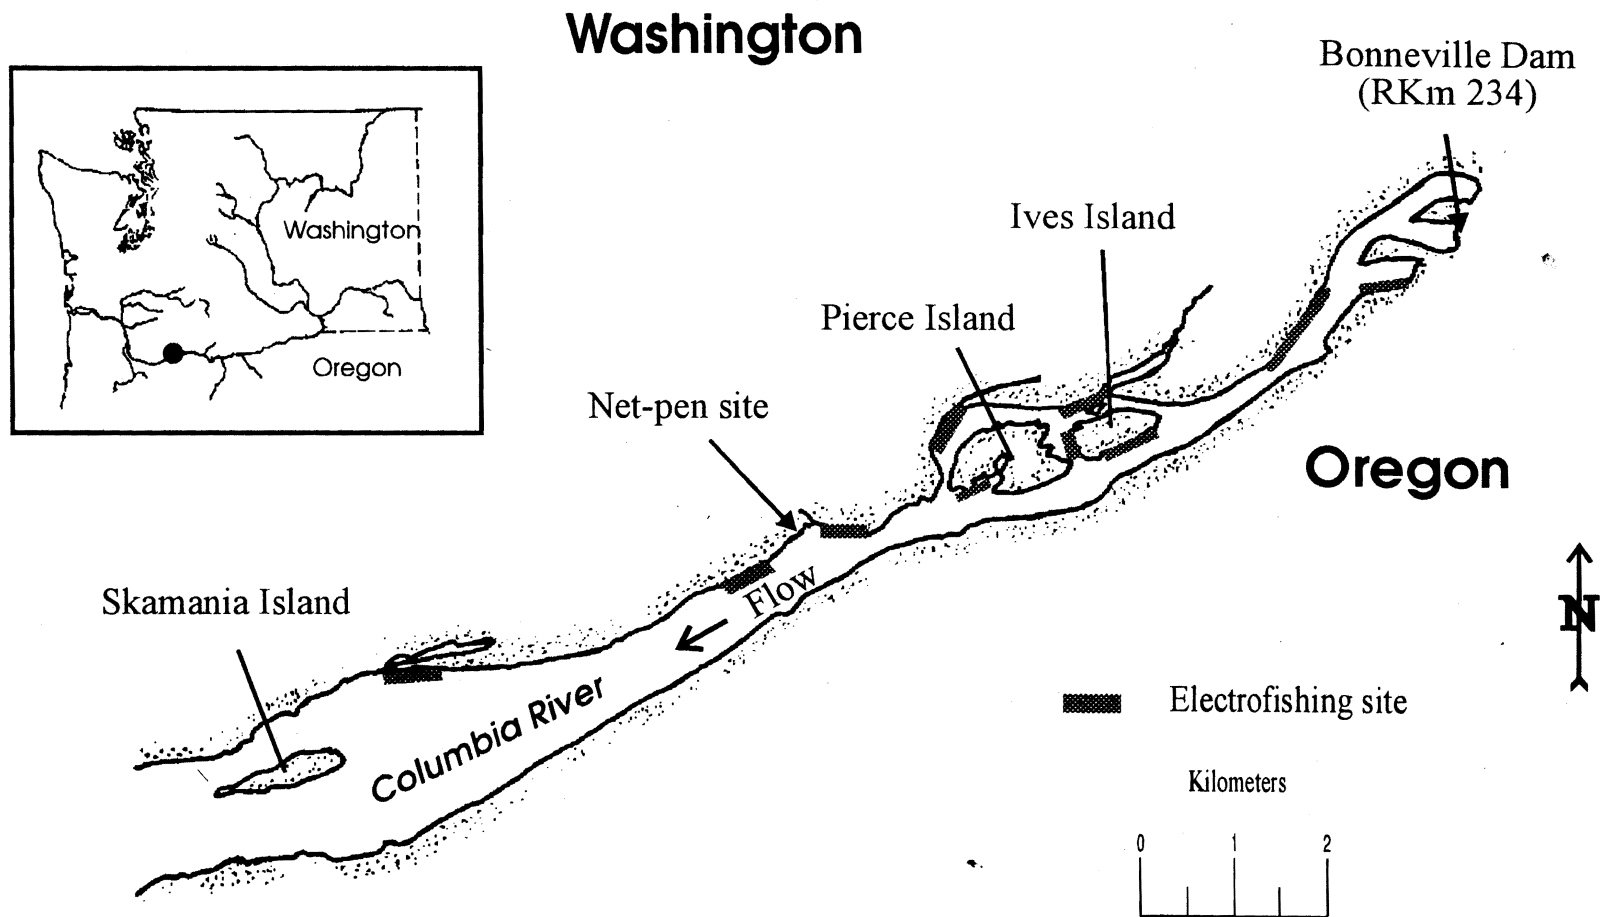 Washington
Bonneville Dam
(RKm 234)
Ives Island
Washington
Pierce Island
Oregon
Net-pen site
Oregon
Flow
Skamania Island
N
Columbia River
Electrofishing site
Kilometers
0 1 2